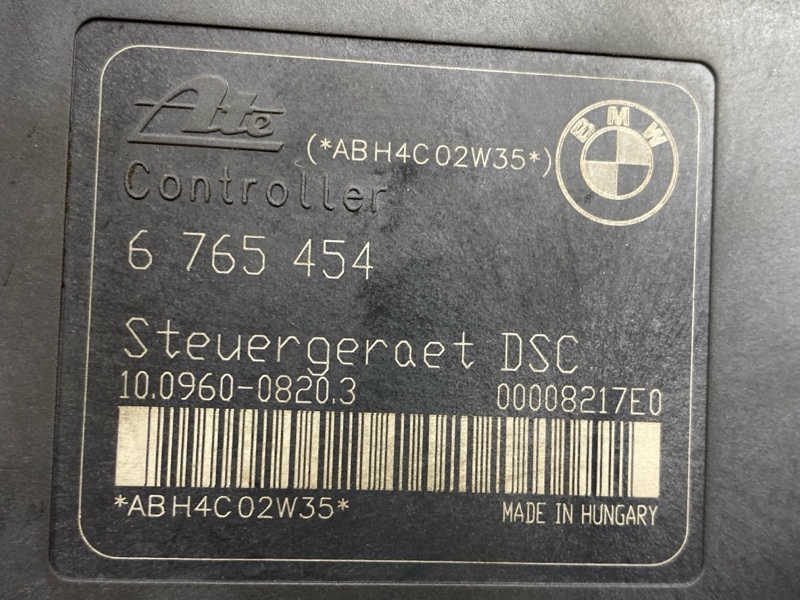 Ate
(*ABH4C02W35*)
BMW
Controller
6 765 454
Steuergeraet DSC
10.0960-0820.3 00008217E0
*ABH4C02W35* MADE IN HUNGARY